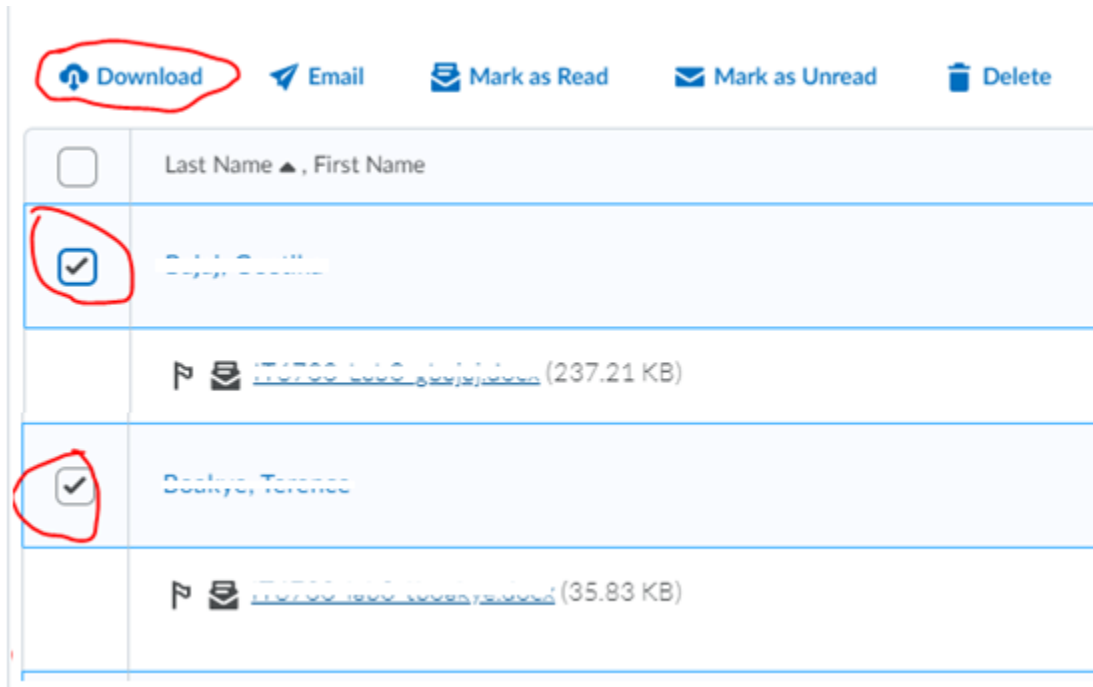 Download Email Mark as Read Mark as Unread Delete
Last Name ▲ , First Name
(237.21 KB)
(35.83 KB)